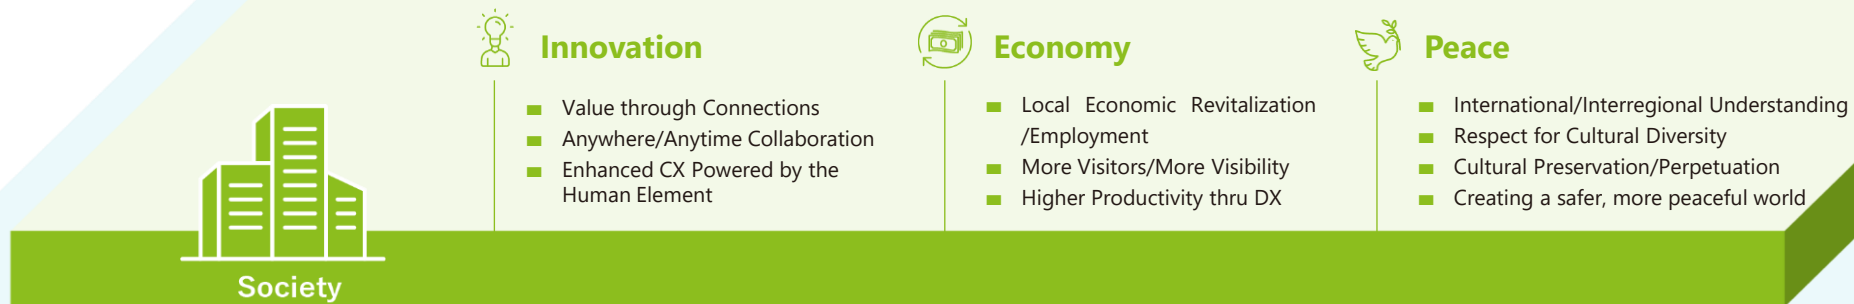 Innovation
Value through Connections
Anywhere/Anytime Collaboration
Enhanced CX Powered by the
Human Element
Economy
Local Economic Revitalization
/Employment
More Visitors/More Visibility
Higher Productivity thru DX
Peace
International/Interregional Understanding
Respect for Cultural Diversity
Cultural Preservation/Perpetuation
Creating a safer, more peaceful world
Society